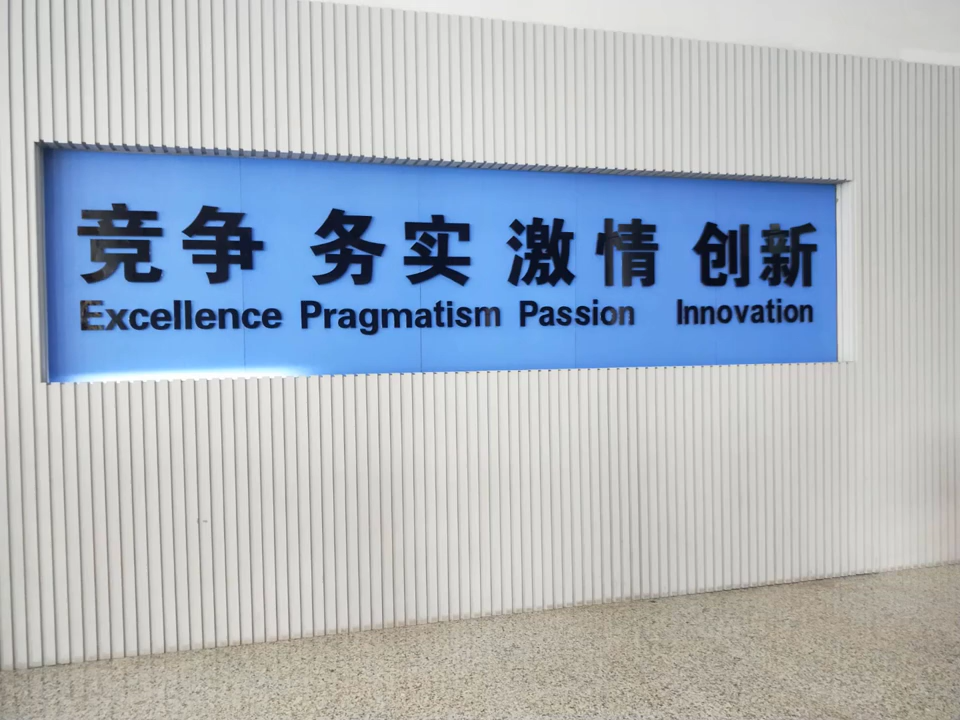 竞争 务实 激情 创新
Excellence Pragmatism Passion Innovation